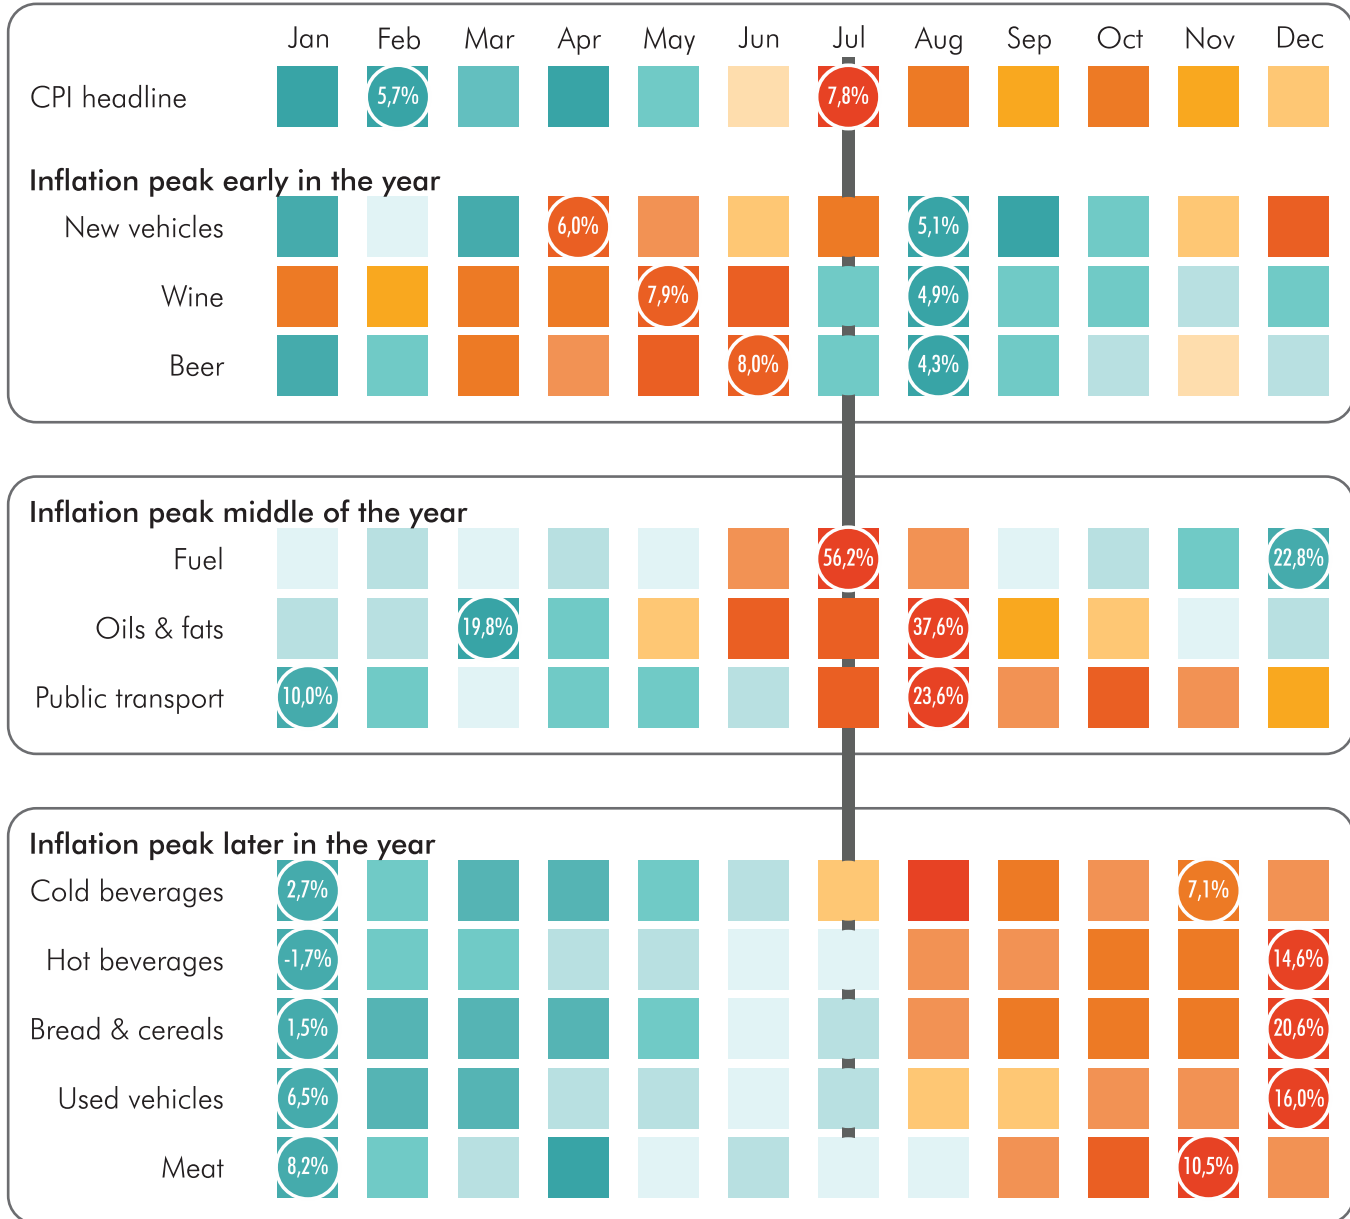 Jan Feb Mar Apr May Jun Jul Aug Sep Oct Nov Dec
CPI headline 5,7% 7,8%
Inflation peak early in the year
New vehicles 6,0% 5,1%
Wine 7,9% 4,9%
Beer 8,0% 4,3%
Inflation peak middle of the year
Fuel 56,2% 22,8%
Oils & fats 19,8% 37,6%
Public transport 10,0% 23,6%
Inflation peak later in the year
Cold beverages 2,7% 7,1%
Hot beverages -1,7% 14,6%
Bread & cereals 1,5% 20,6%
Used vehicles 6,5% 16,0%
Meat 8,2% 10,5%